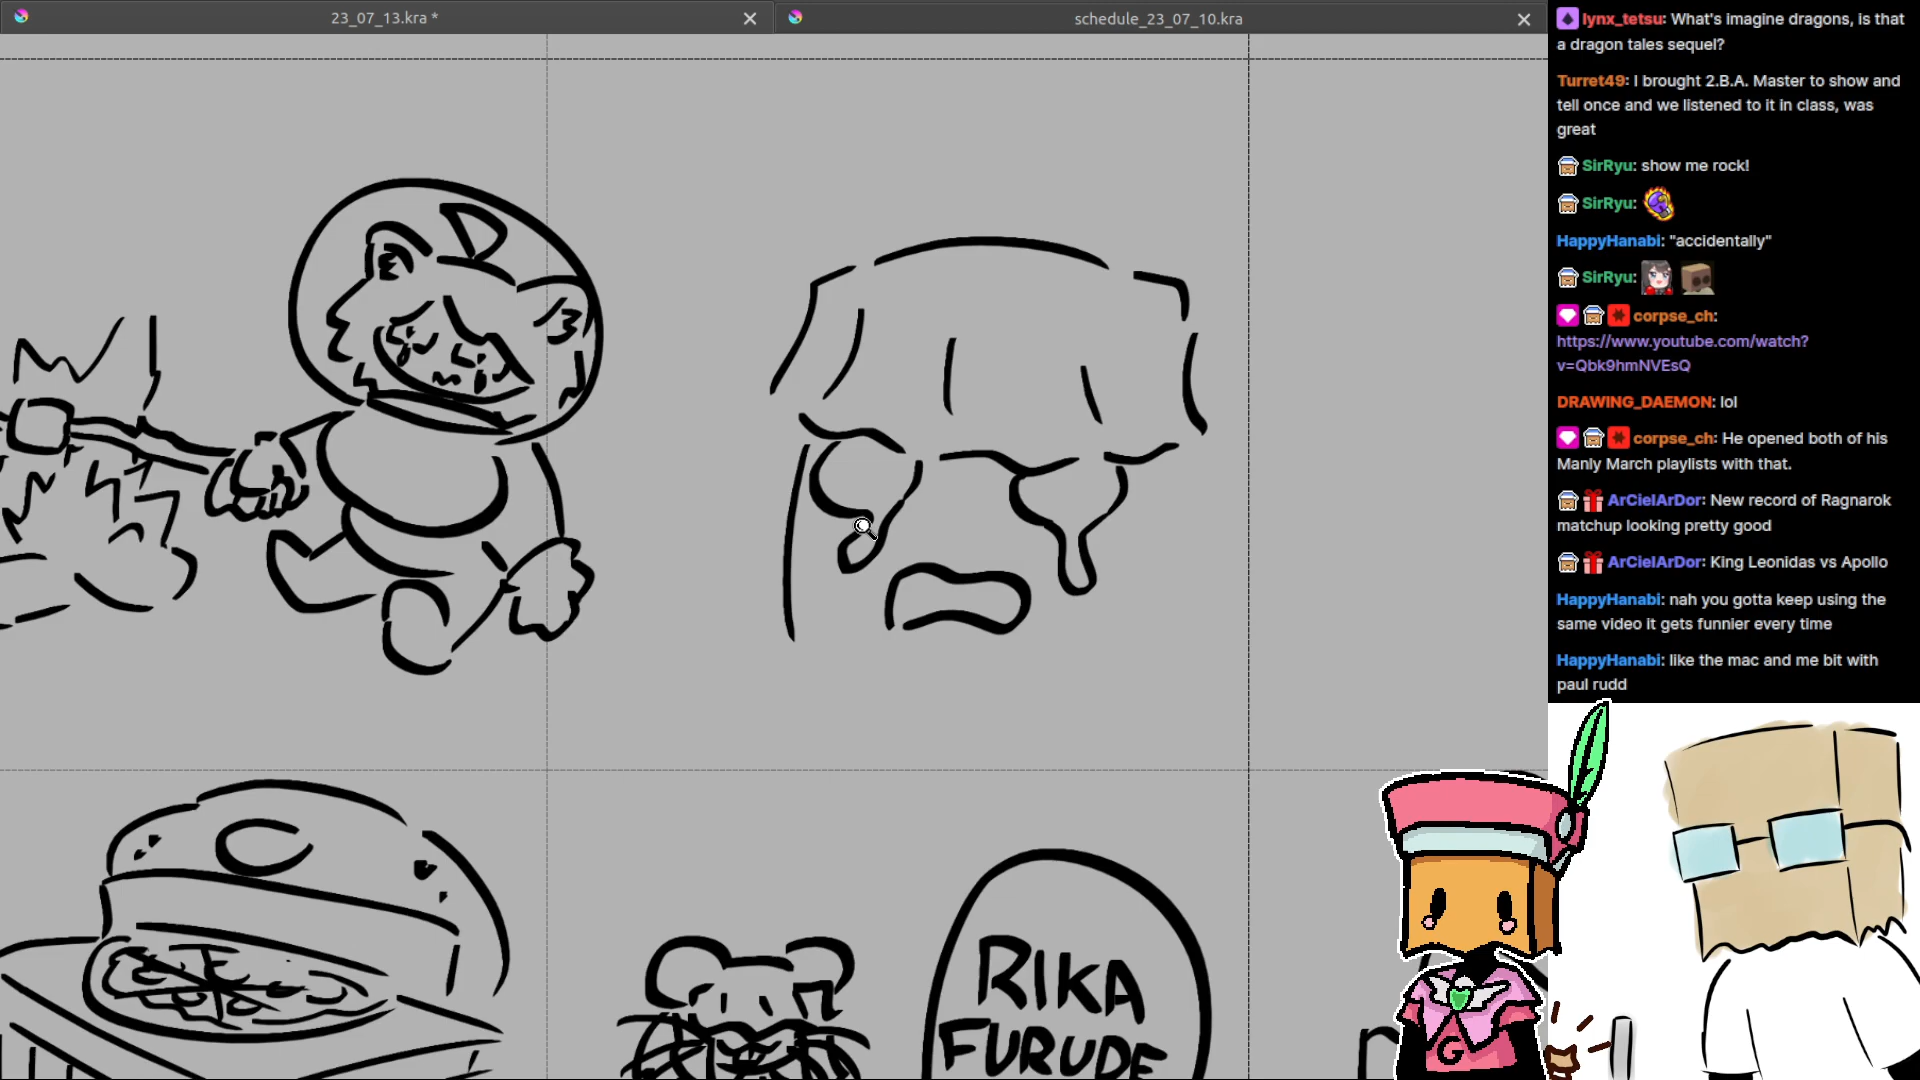 23_07_13.kra *
schedule_23_07_10.kra
lynx_tetsu: What's imagine dragons, is that
a dragon tales sequel?
Turret49: I brought 2.B.A. Master to show and
tell once and we listened to it in class, was
great
SirRyu: show me rock!
SirRyu:
HappyHanabi: "accidentally"
SirRyu:
corpse_ch:
https://www.youtube.com/watch?
v=Qbk9hmNVEsQ
DRAWING_DAEMON: lol
corpse_ch: He opened both of his
Manly March playlists with that.
ArCielArDor: New record of Ragnarok
matchup looking pretty good
ArCielArDor: King Leonidas vs Apollo
HappyHanabi: nah you gotta keep using the
same video it gets funnier every time
HappyHanabi: like the mac and me bit with
paul rudd
RIKA
FURUDE
G